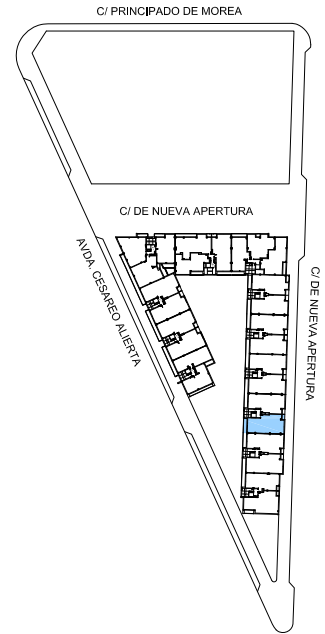 C/ PRINCIPADO DE MOREA
C/ DE NUEVA APERTURA
AVDA. CESAREO ALIERTA
C/ DE NUEVA APERTURA